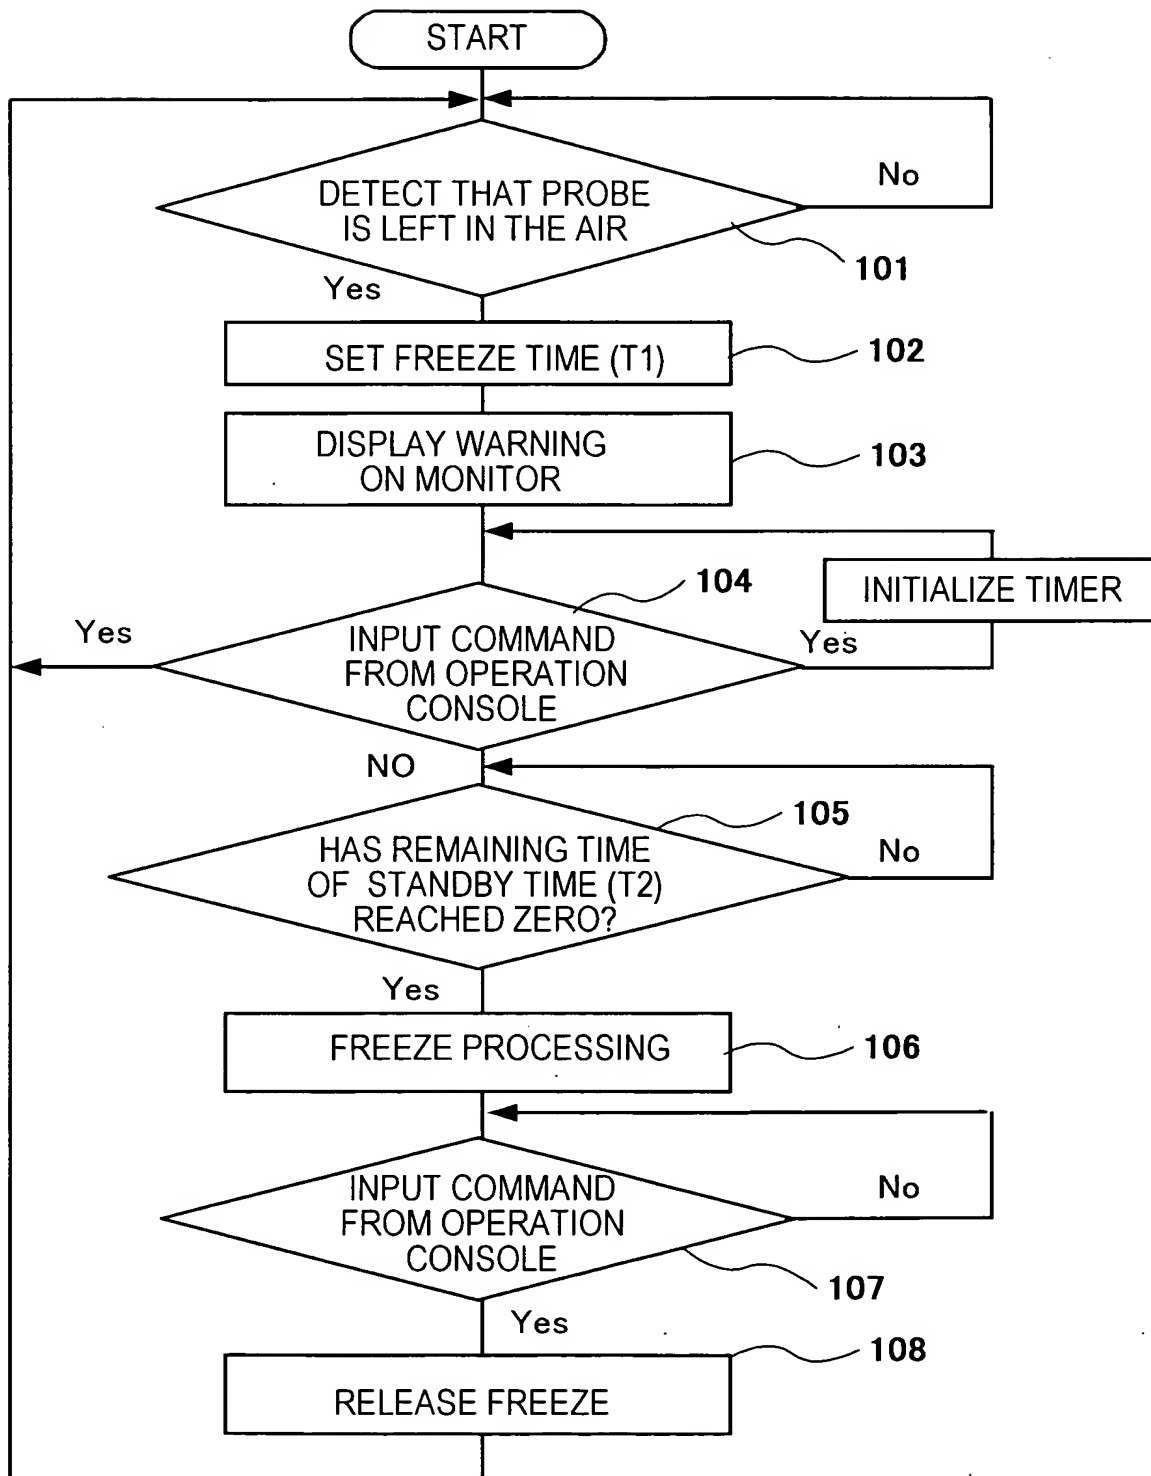 START
No
DETECT THAT PROBE
IS LEFT IN THE AIR
101
Yes
SET FREEZE TIME (T1)
102
DISPLAY WARNING
ON MONITOR
103
104
INITIALIZE TIMER
Yes
INPUT COMMAND
FROM OPERATION
CONSOLE
Yes
NO
105
HAS REMAINING TIME
OF STANDBY TIME (T2)
REACHED ZERO?
No
Yes
FREEZE PROCESSING
106
INPUT COMMAND
FROM OPERATION
CONSOLE
No
107
Yes
108
RELEASE FREEZE